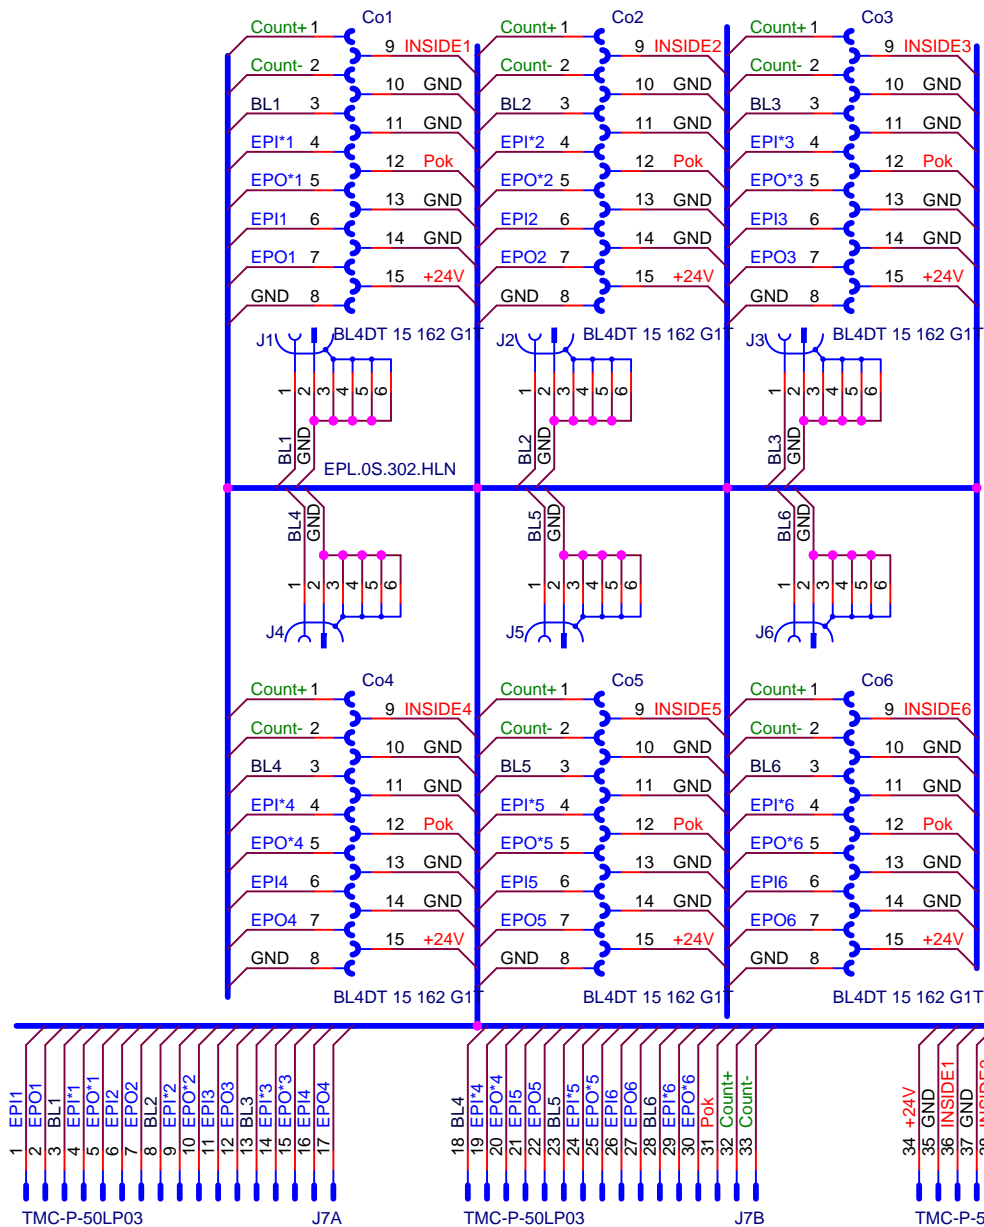 Count+ 1 Co1
9 INSIDE1
Count- 2
10 GND
BL1 3
11 GND
EPI*1 4
12 Pok
EPO*1 5
13 GND
EPI1 6
14 GND
EPO1 7
15 +24V
GND 8
BL4DT 15 162 G1T
Count+ 1 Co2
9 INSIDE2
Count- 2
10 GND
BL2 3
11 GND
EPI*2 4
12 Pok
EPO*2 5
13 GND
EPI2 6
14 GND
EPO2 7
15 +24V
GND 8
BL4DT 15 162 G1T
Count+ 1 Co3
9 INSIDE3
Count- 2
10 GND
BL3 3
11 GND
EPI*3 4
12 Pok
EPO*3 5
13 GND
EPI3 6
14 GND
EPO3 7
15 +24V
GND 8
BL4DT 15 162 G1T
J1
1 2 3 4 5 6
BL1
GND
EPL.0S.302.HLN
J2
1 2 3 4 5 6
BL2
GND
J3
1 2 3 4 5 6
BL3
GND
BL4
GND
1 2 3 4 5 6
J4
BL5
GND
1 2 3 4 5 6
J5
BL6
GND
1 2 3 4 5 6
J6
Count+ 1 Co4
9 INSIDE4
Count- 2
10 GND
BL4 3
11 GND
EPI*4 4
12 Pok
EPO*4 5
13 GND
EPI4 6
14 GND
EPO4 7
15 +24V
GND 8
BL4DT 15 162 G1T
Count+ 1 Co5
9 INSIDE5
Count- 2
10 GND
BL5 3
11 GND
EPI*5 4
12 Pok
EPO*5 5
13 GND
EPI5 6
14 GND
EPO5 7
15 +24V
GND 8
BL4DT 15 162 G1T
Count+ 1 Co6
9 INSIDE6
Count- 2
10 GND
BL6 3
11 GND
EPI*6 4
12 Pok
EPO*6 5
13 GND
EPI6 6
14 GND
EPO6 7
15 +24V
GND 8
BL4DT 15 162 G1T
1 EPI1
2 EPO1
3 BL1
4 EPI*1
5 EPO*1
6 EPI2
7 EPO2
8 BL2
9 EPI*2
10 EPO*2
11 EPI3
12 EPO3
13 BL3
14 EPI*3
15 EPO*3
16 EPI4
17 EPO4
TMC-P-50LP03 J7A
18 BL4
19 EPI*4
20 EPO*4
21 EPI5
22 EPO5
23 BL5
24 EPI*5
25 EPO*5
26 EPI6
27 EPO6
28 BL6
29 EPI*6
30 EPO*6
31 Pok
32 Count+
33 Count-
TMC-P-50LP03 J7B
34 +24V
35 GND
36 INSIDE1
37 GND
38
TMC-P-5